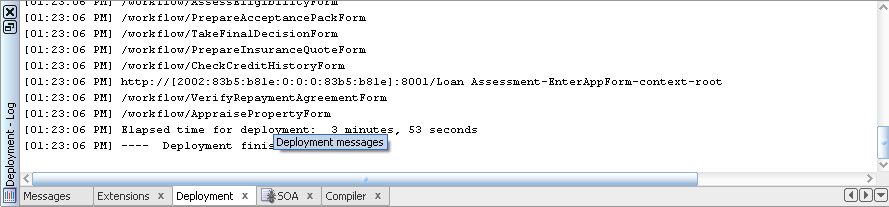 [01:23:06 PM] /workflow/AssessEligibilityForm
[01:23:06 PM] /workflow/PrepareAcceptancePackForm
[01:23:06 PM] /workflow/TakeFinalDecisionForm
[01:23:06 PM] /workflow/PrepareInsuranceQuoteForm
[01:23:06 PM] /workflow/CheckCreditHistoryForm
[01:23:06 PM] http://[2002:83b5:b81e:0:0:0:83b5:b81e]:8001/Loan Assessment-EnterAppForm-context-root
[01:23:06 PM] /workflow/VerifyRepaymentAgreementForm
[01:23:06 PM] /workflow/AppraisePropertyForm
[01:23:06 PM] Elapsed time for deployment:  3 minutes, 53 seconds
[01:23:06 PM] ----  Deployment finis
Deployment messages
Deployment - Log
Messages Extensions x Deployment x SOA x Compiler x